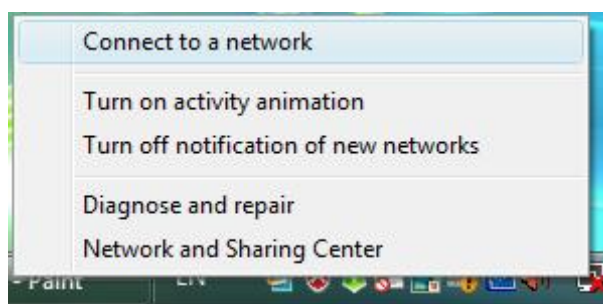 Connect to a network
Turn on activity animation
Turn off notification of new networks
Diagnose and repair
Network and Sharing Center
- Paint EN